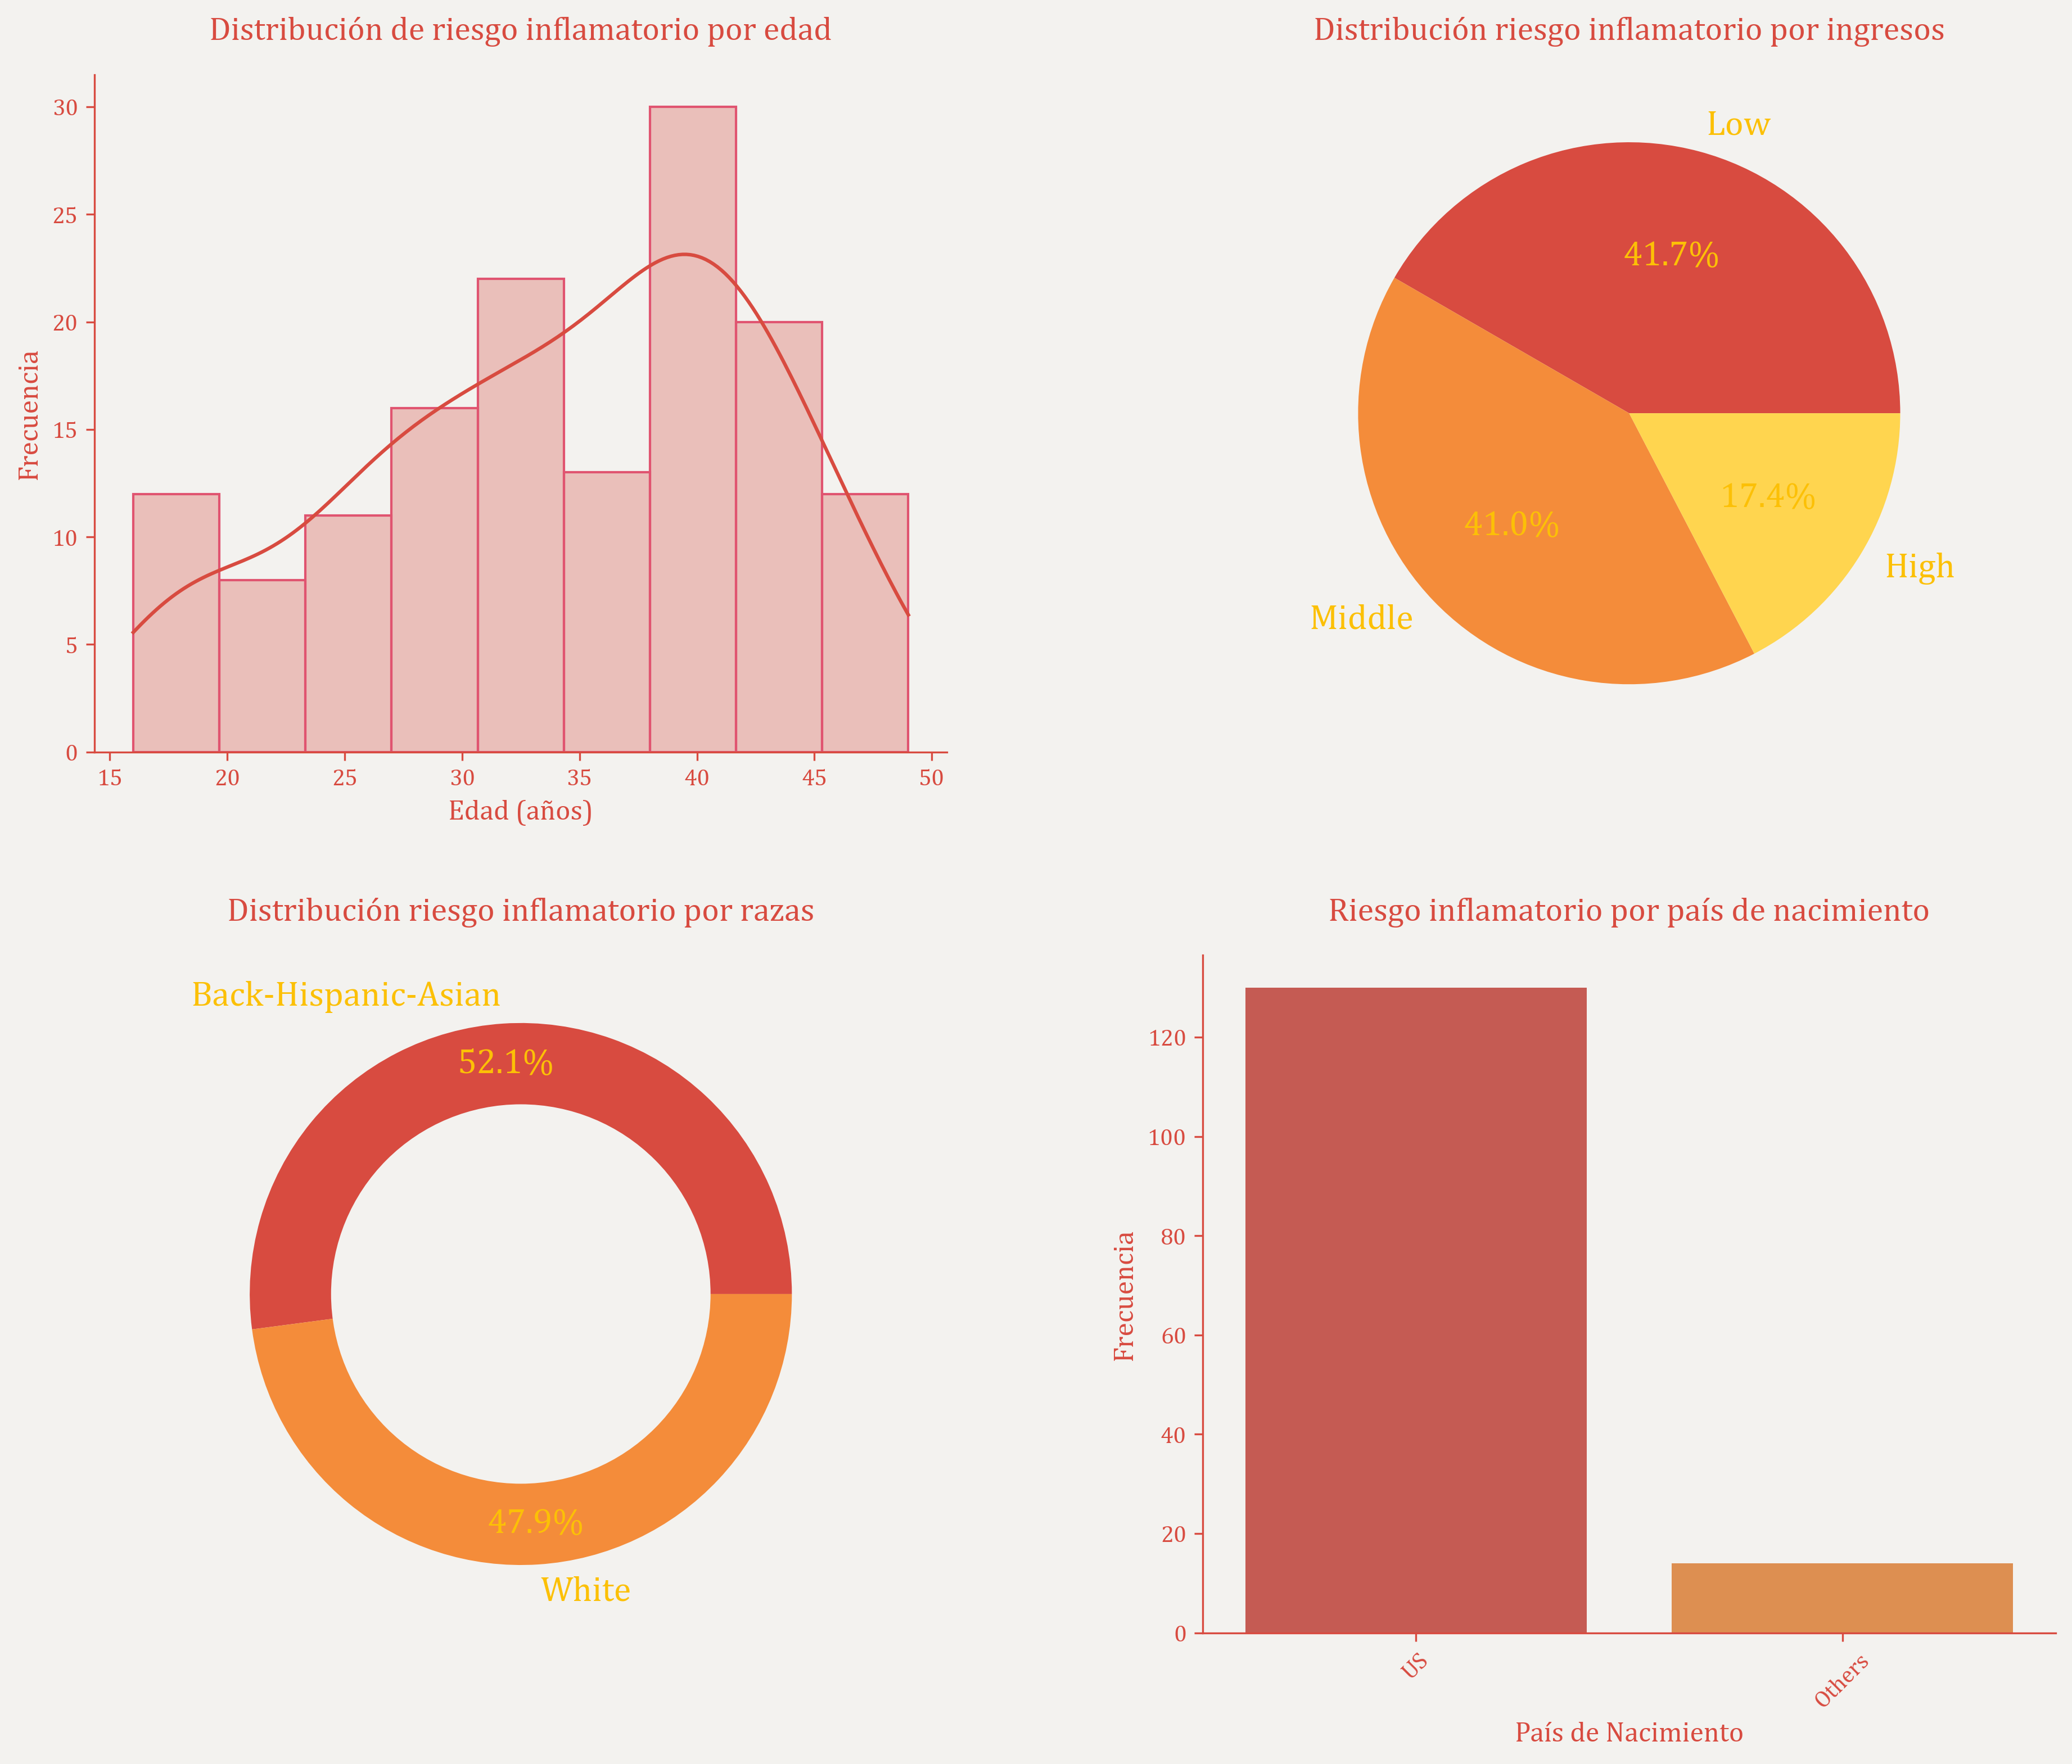 Distribución de riesgo inflamatorio por edad
30
25
20
15
10
5
0
Frecuencia
15 20 25 30 35 40 45 50
Edad (años)
Distribución riesgo inflamatorio por ingresos
Low
41.7%
41.0%
17.4%
High
Middle
Distribución riesgo inflamatorio por razas
Back-Hispanic-Asian
52.1%
47.9%
White
Riesgo inflamatorio por país de nacimiento
120
100
80
60
40
20
0
Frecuencia
US
Others
País de Nacimiento